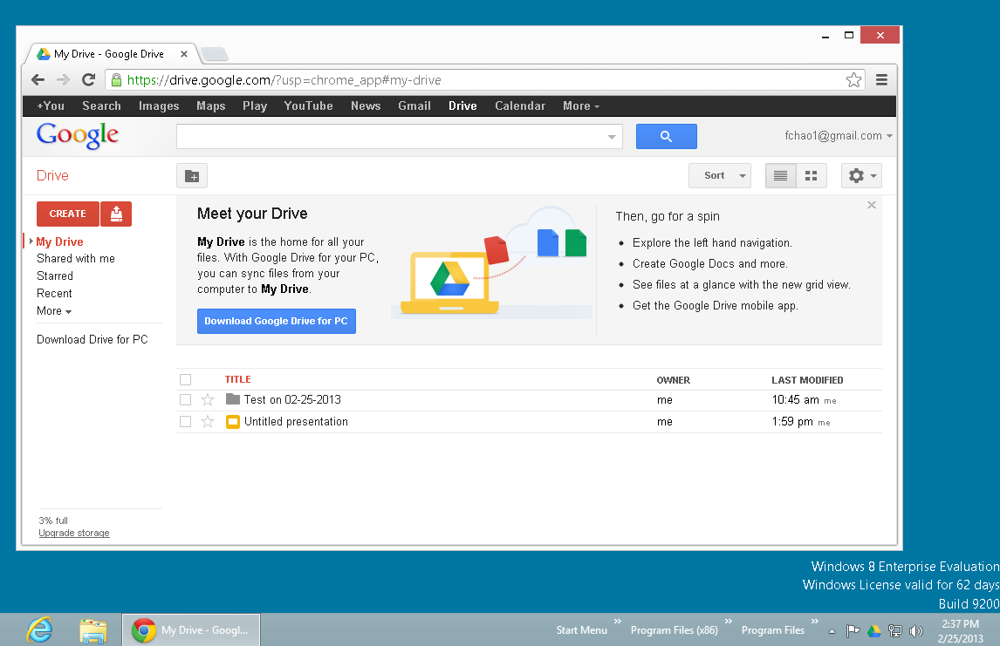 My Drive - Google Drive
https://drive.google.com/?usp=chrome_app#my-drive
+You Search Images Maps Play YouTube News Gmail Drive Calendar More
Google
fchao1@gmail.com
Drive
Sort
CREATE
My Drive
Shared with me
Starred
Recent
More
Download Drive for PC
Meet your Drive
My Drive is the home for all your
files. With Google Drive for your PC,
you can sync files from your
computer to My Drive.
Download Google Drive for PC
Then, go for a spin
Explore the left hand navigation.
Create Google Docs and more.
See files at a glance with the new grid view.
Get the Google Drive mobile app.
TITLE OWNER LAST MODIFIED
Test on 02-25-2013 me 10:45 am me
Untitled presentation me 1:59 pm me
3% full
Upgrade storage
Windows 8 Enterprise Evaluation
Windows License valid for 62 days
Build 9200
My Drive - Googl...
Start Menu
Program Files (x86)
Program Files
2:37 PM
2/25/2013